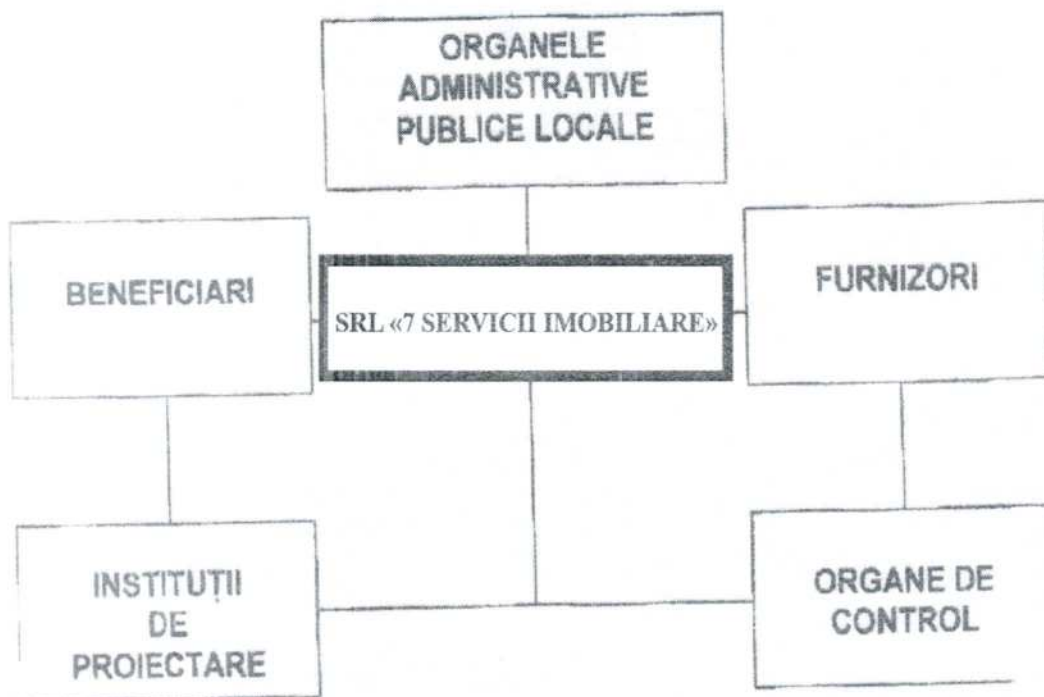 ORGANELE
ADMINISTRATIVE
PUBLICE LOCALE
BENEFICIARI
SRL «7 SERVICII IMOBILIARE»
FURNIZORI
INSTITUȚII
DE
PROIECTARE
ORGANE DE
CONTROL